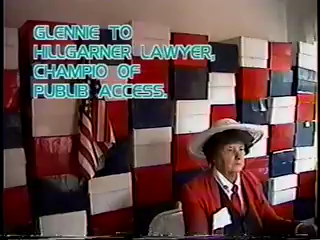 GLENNIE TO
HILLGARNER LAWYER,
CHAMPIO OF
PUBLIB ACCESS.